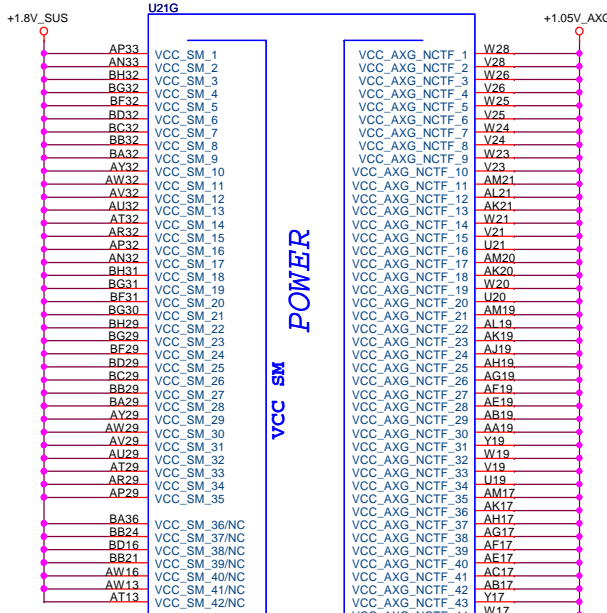 U21G
+1.8V_SUS +1.05V_AXG
AP33 VCC_SM_1 VCC_AXG_NCTF_1 W28
AN33 VCC_SM_2 VCC_AXG_NCTF_2 V28
BH32 VCC_SM_3 VCC_AXG_NCTF_3 W26
BG32 VCC_SM_4 VCC_AXG_NCTF_4 V26
BF32 VCC_SM_5 VCC_AXG_NCTF_5 W25
BD32 VCC_SM_6 VCC_AXG_NCTF_6 V25
BC32 VCC_SM_7 VCC_AXG_NCTF_7 W24
BB32 VCC_SM_8 VCC_AXG_NCTF_8 V24
BA32 VCC_SM_9 VCC_AXG_NCTF_9 W23
AY32 VCC_SM_10 VCC_AXG_NCTF_10 V23
AW32 VCC_SM_11 VCC_AXG_NCTF_11 AM21
AV32 VCC_SM_12 VCC_AXG_NCTF_12 AL21
AU32 VCC_SM_13 VCC_AXG_NCTF_13 AK21
AT32 VCC_SM_14 VCC_AXG_NCTF_14 W21
AR32 VCC_SM_15 VCC_AXG_NCTF_15 V21
AP32 VCC_SM_16 VCC_AXG_NCTF_16 U21
AN32 VCC_SM_17 VCC_AXG_NCTF_17 AM20
BH31 VCC_SM_18 VCC_AXG_NCTF_18 AK20
BG31 VCC_SM_19 VCC_AXG_NCTF_19 W20
BF31 VCC_SM_20 VCC_AXG_NCTF_20 U20
BG30 VCC_SM_21 VCC_AXG_NCTF_21 AM19
BH29 VCC_SM_22 VCC_AXG_NCTF_22 AL19
BG29 VCC_SM_23 VCC_AXG_NCTF_23 AK19
BF29 VCC_SM_24 VCC_AXG_NCTF_24 AJ19
BD29 VCC_SM_25 VCC_AXG_NCTF_25 AH19
BC29 VCC_SM_26 VCC_AXG_NCTF_26 AG19
BB29 VCC_SM_27 VCC_AXG_NCTF_27 AF19
BA29 VCC_SM_28 VCC_AXG_NCTF_28 AE19
AY29 VCC_SM_29 VCC_AXG_NCTF_29 AB19
AW29 VCC_SM_30 VCC_AXG_NCTF_30 AA19
AV29 VCC_SM_31 VCC_AXG_NCTF_31 Y19
AU29 VCC_SM_32 VCC_AXG_NCTF_32 W19
AT29 VCC_SM_33 VCC_AXG_NCTF_33 V19
AR29 VCC_SM_34 VCC_AXG_NCTF_34 U19
AP29 VCC_SM_35 VCC_AXG_NCTF_35 AM17
VCC_AXG_NCTF_36 AK17
BA36 VCC_SM_36/NC VCC_AXG_NCTF_37 AH17
BB24 VCC_SM_37/NC VCC_AXG_NCTF_38 AG17
BD16 VCC_SM_38/NC VCC_AXG_NCTF_39 AF17
BB21 VCC_SM_39/NC VCC_AXG_NCTF_40 AE17
AW16 VCC_SM_40/NC VCC_AXG_NCTF_41 AC17
AW13 VCC_SM_41/NC VCC_AXG_NCTF_42 AB17
AT13 VCC_SM_42/NC VCC_AXG_NCTF_43 Y17
W17
POWER
VCC SM